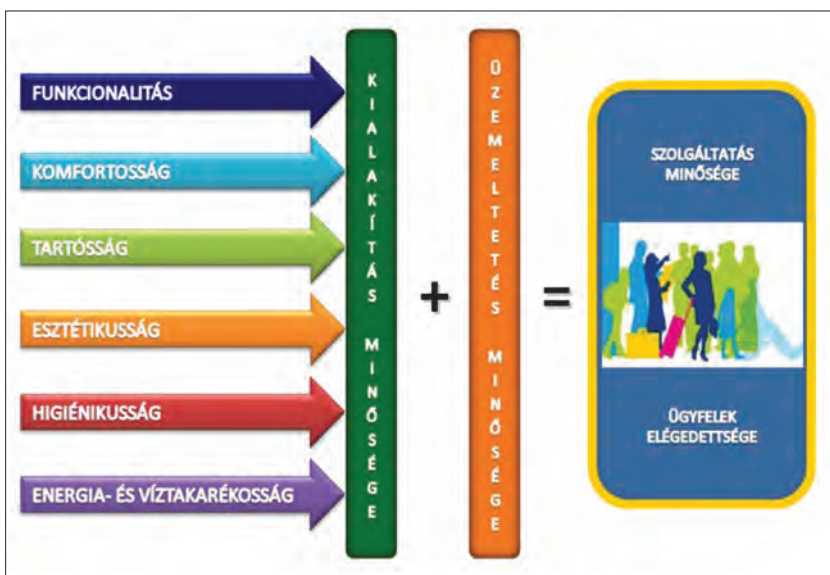 FUNKCIONALITÁS
KOMFORTOSSÁG
TARTÓSSÁG
ESZTÉTIKUSSÁG
HIGIÉNIKUSSÁG
ENERGIA- ÉS VÍZTAKARÉKOSSÁG
KIALAKÍTÁS MINŐSÉGE
+
ÜZEMELTETÉS MINŐSÉGE
=
SZOLGÁLTATÁS
MINŐSÉGE
ÜGYFELEK
ELÉGEDETTSÉGE